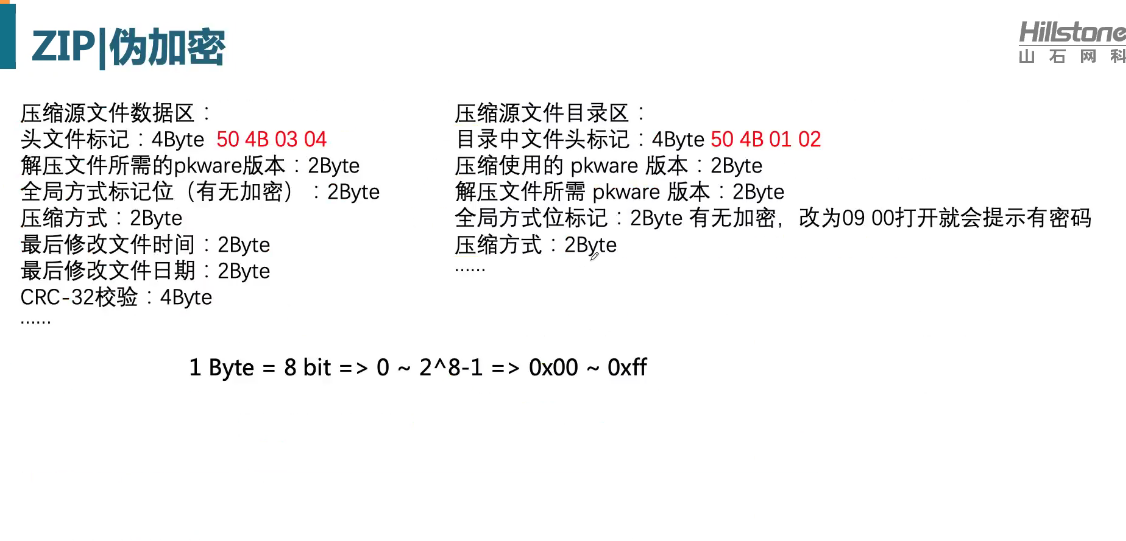 ZIP|伪加密
Hillstone
山石网科
压缩源文件数据区：
头文件标记：4Byte 50 4B 03 04
解压文件所需的pkware版本：2Byte
全局方式标记位（有无加密）：2Byte
压缩方式：2Byte
最后修改文件时间：2Byte
最后修改文件日期：2Byte
CRC-32校验：4Byte
……
压缩源文件目录区：
目录中文件头标记：4Byte 50 4B 01 02
压缩使用的 pkware 版本：2Byte
解压文件所需 pkware 版本：2Byte
全局方式位标记：2Byte 有无加密，改为09 00打开就会提示有密码
压缩方式：2Byte
……
1 Byte = 8 bit => 0 ~ 2^8-1 => 0x00 ~ 0xff